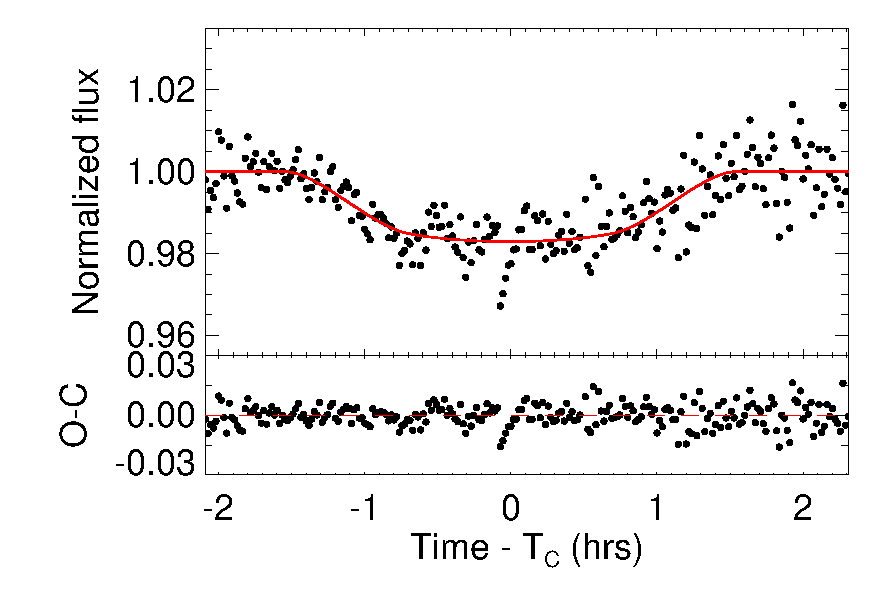 Normalized flux
1.02
1.00
0.98
0.96
O-C
0.03
0.00
-0.03
-2 -1 0 1 2
Time - T_C (hrs)